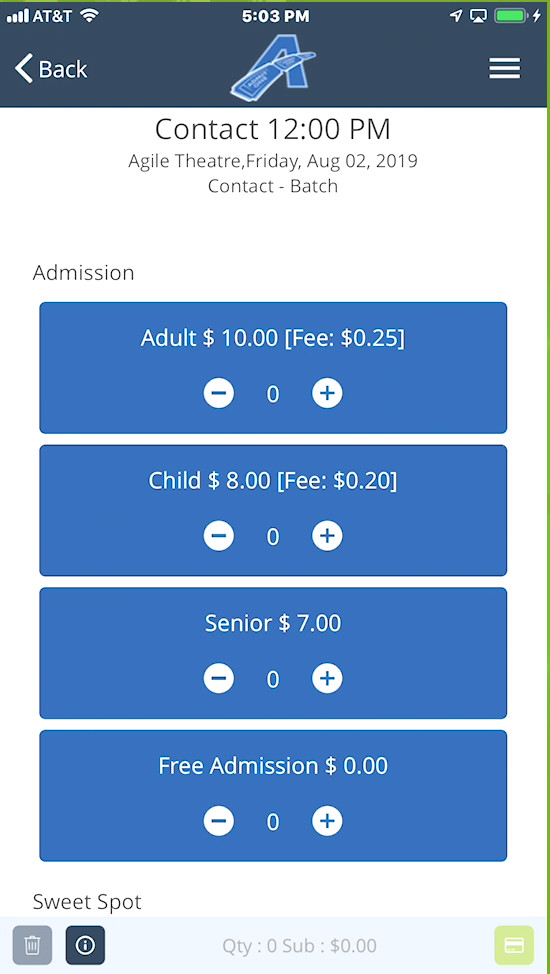 AT&T
5:03 PM
Back
Contact 12:00 PM
Agile Theatre,Friday, Aug 02, 2019
Contact - Batch
Admission
Adult $ 10.00 [Fee: $0.25]
0
Child $ 8.00 [Fee: $0.20]
0
Senior $ 7.00
0
Free Admission $ 0.00
0
Sweet Spot
Qty : 0 Sub : $0.00